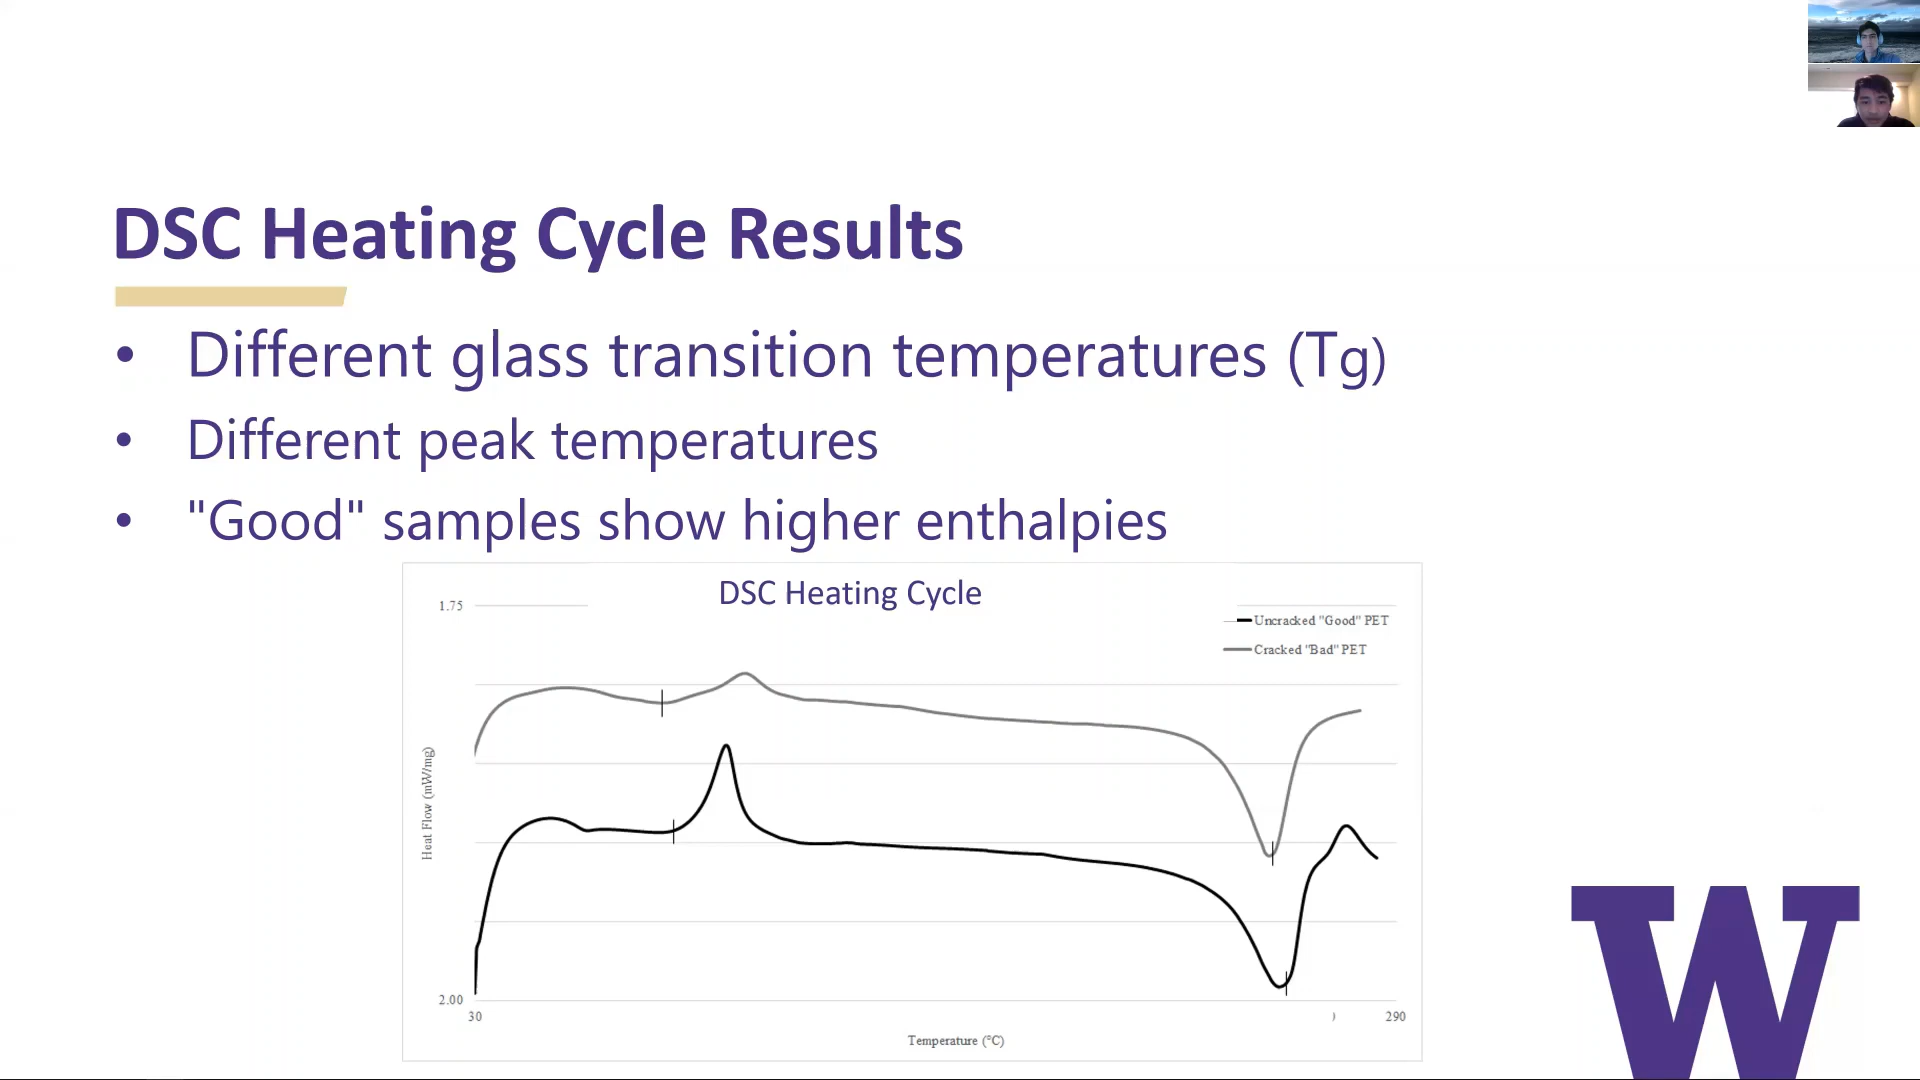 DSC Heating Cycle Results
• Different glass transition temperatures (Tg)
• Different peak temperatures
• "Good" samples show higher enthalpies
DSC Heating Cycle
1.75
Uncracked "Good" PET
Cracked "Bad" PET
Heat Flow (mW/mg)
2.00
30
)
290
Temperature (°C)
W